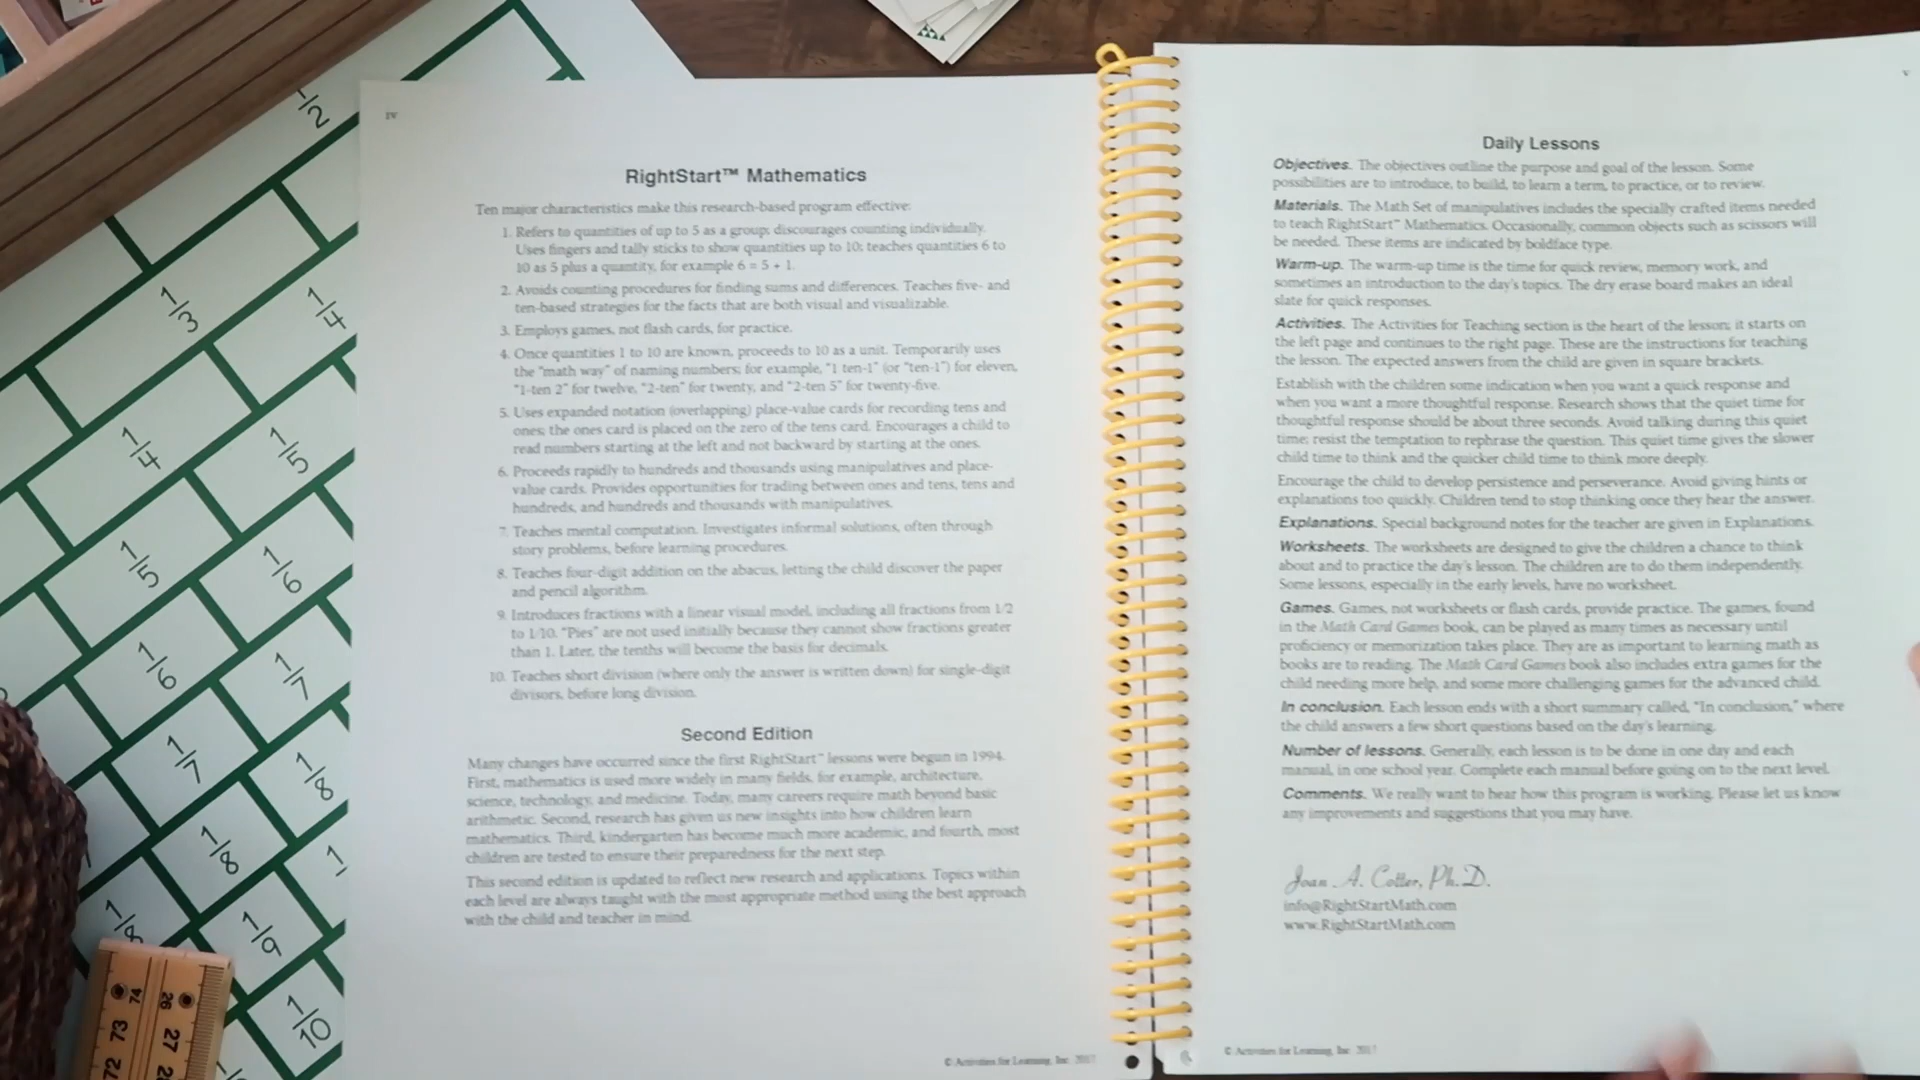 iv
RightStart™ Mathematics
Ten major characteristics make this research-based program effective:
1. Refers to quantities of up to 5 as a group; discourages counting individually.
Uses fingers and tally sticks to show quantities up to 10; teaches quantities 6 to
10 as 5 plus a quantity, for example 6 = 5 + 1.
2. Avoids counting procedures for finding sums and differences. Teaches five- and
ten-based strategies for the facts that are both visual and visualizable.
3. Employs games, not flash cards, for practice.
4. Once quantities 1 to 10 are known, proceeds to 10 as a unit. Temporarily uses
the "math way" of naming numbers; for example, "1 ten-1" (or "ten-1") for eleven,
"1-ten 2" for twelve, "2-ten" for twenty, and "2-ten 5" for twenty-five.
5. Uses expanded notation (overlapping) place-value cards for recording tens and
ones; the ones card is placed on the zero of the tens card. Encourages a child to
read numbers starting at the left and not backward by starting at the ones.
6. Proceeds rapidly to hundreds and thousands using manipulatives and place-
value cards. Provides opportunities for trading between ones and tens, tens and
hundreds, and hundreds and thousands with manipulatives.
7. Teaches mental computation. Investigates informal solutions, often through
story problems, before learning procedures.
8. Teaches four-digit addition on the abacus, letting the child discover the paper
and pencil algorithm.
9. Introduces fractions with a linear visual model, including all fractions from 1/2
to 1/10. "Pies" are not used initially because they cannot show fractions greater
than 1. Later, the tenths will become the basis for decimals.
10. Teaches short division (where only the answer is written down) for single-digit
divisors, before long division.
Second Edition
Many changes have occurred since the first RightStart™ lessons were begun in 1994.
First, mathematics is used more widely in many fields, for example, architecture,
science, technology, and medicine. Today, many careers require math beyond basic
arithmetic. Second, research has given us new insights into how children learn
mathematics. Third, kindergarten has become much more academic, and fourth, most
children are tested to ensure their preparedness for the next step.
This second edition is updated to reflect new research and applications. Topics within
each level are always taught with the most appropriate method using the best approach
with the child and teacher in mind.
© Activities for Learning, Inc. 2017
v
Daily Lessons
Objectives. The objectives outline the purpose and goal of the lesson. Some
possibilities are to introduce, to build, to learn a term, to practice, or to review.
Materials. The Math Set of manipulatives includes the specially crafted items needed
to teach RightStart™ Mathematics. Occasionally, common objects such as scissors will
be needed. These items are indicated by boldface type.
Warm-up. The warm-up time is the time for quick review, memory work, and
sometimes an introduction to the day's topics. The dry erase board makes an ideal
slate for quick responses.
Activities. The Activities for Teaching section is the heart of the lesson; it starts on
the left page and continues to the right page. These are the instructions for teaching
the lesson. The expected answers from the child are given in square brackets.
Establish with the children some indication when you want a quick response and
when you want a more thoughtful response. Research shows that the quiet time for
thoughtful response should be about three seconds. Avoid talking during this quiet
time; resist the temptation to rephrase the question. This quiet time gives the slower
child time to think and the quicker child time to think more deeply.
Encourage the child to develop persistence and perseverance. Avoid giving hints or
explanations too quickly. Children tend to stop thinking once they hear the answer.
Explanations. Special background notes for the teacher are given in Explanations.
Worksheets. The worksheets are designed to give the children a chance to think
about and to practice the day's lesson. The children are to do them independently.
Some lessons, especially in the early levels, have no worksheet.
Games. Games, not worksheets or flash cards, provide practice. The games, found
in the Math Card Games book, can be played as many times as necessary until
proficiency or memorization takes place. They are as important to learning math as
books are to reading. The Math Card Games book also includes extra games for the
child needing more help, and some more challenging games for the advanced child.
In conclusion. Each lesson ends with a short summary called, "In conclusion," where
the child answers a few short questions based on the day's learning.
Number of lessons. Generally, each lesson is to be done in one day and each
manual, in one school year. Complete each manual before going on to the next level.
Comments. We really want to hear how this program is working. Please let us know
any improvements and suggestions that you may have.
Joan A. Cotter, Ph.D.
info@RightStartMath.com
www.RightStartMath.com
© Activities for Learning, Inc. 2017
1/2
1/3
1/4
1/4
1/5
1/5
1/6
1/6
1/7
1/7
1/8
1/8
1/8
1/9
1/10
74 26
73 27
72